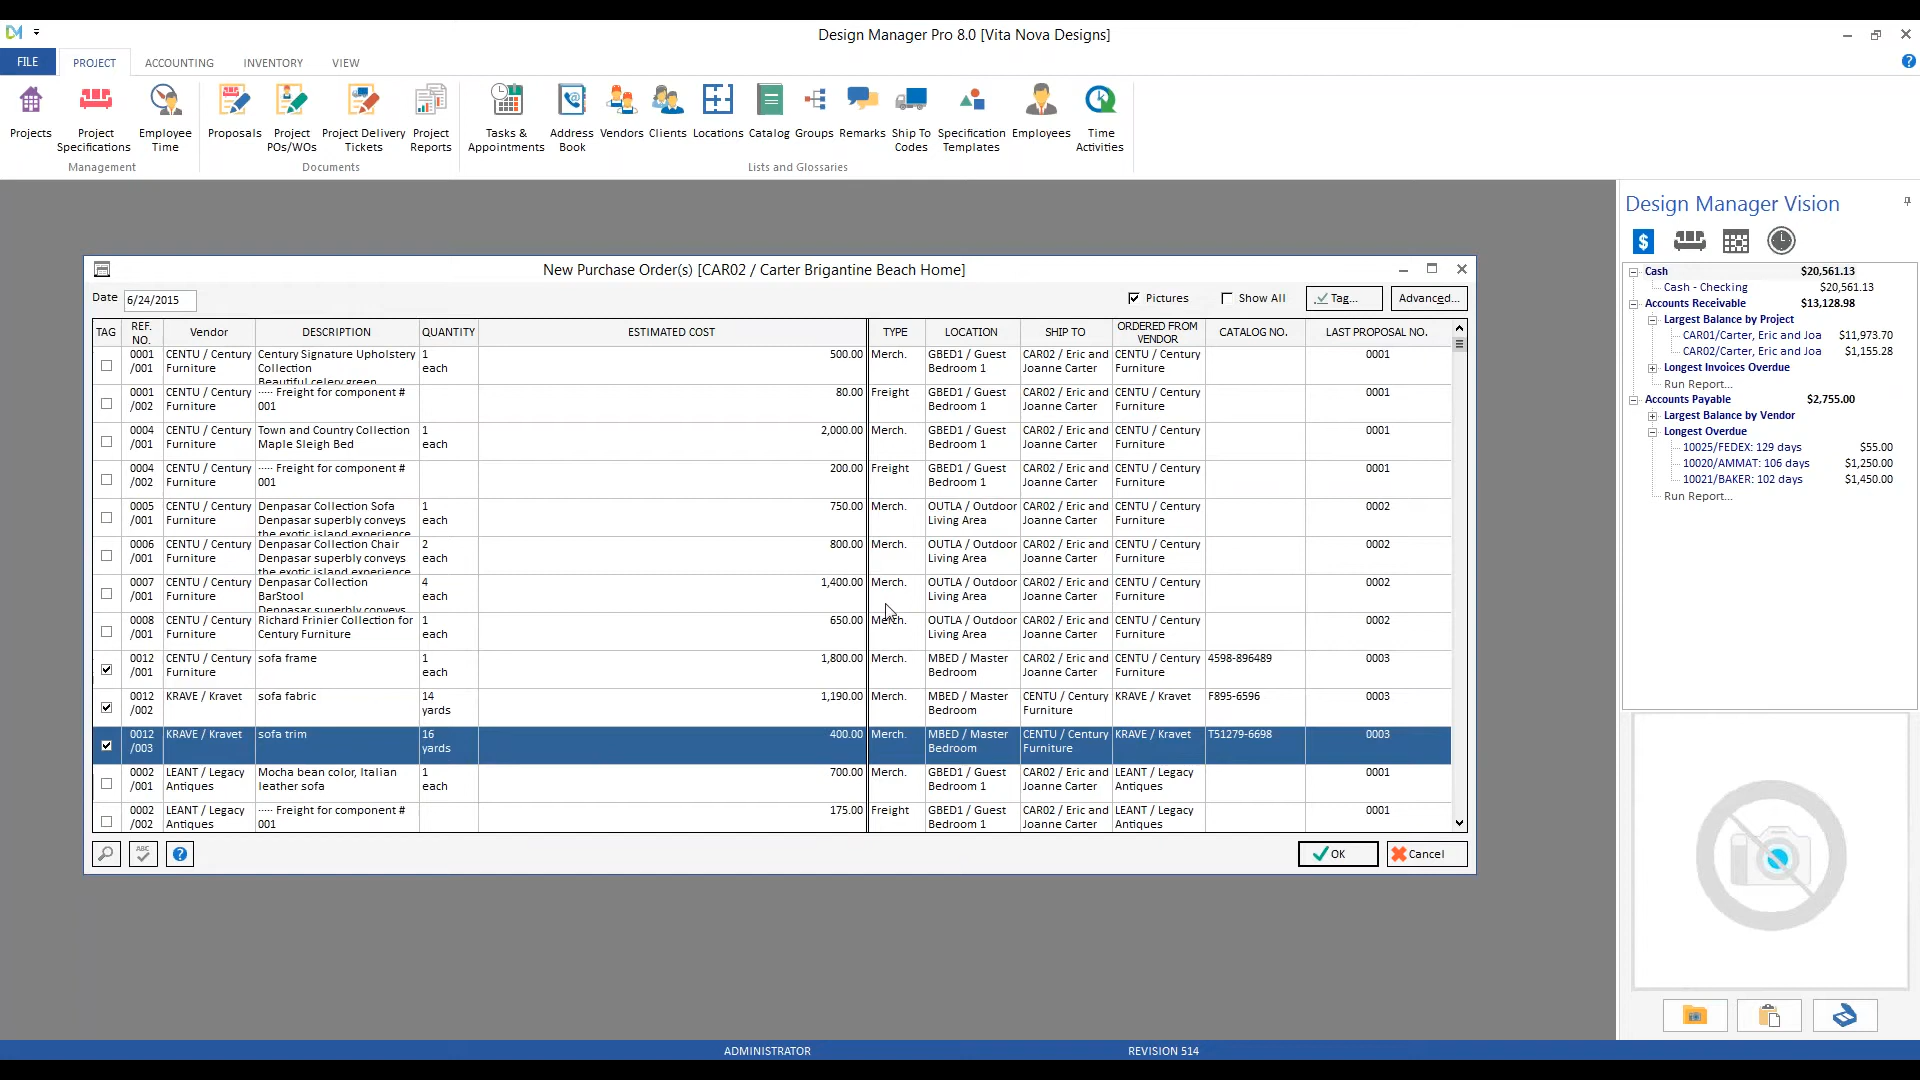 Design Manager Pro 8.0 [Vita Nova Designs]
FILE PROJECT ACCOUNTING INVENTORY VIEW
Projects
Project Specifications
Employee Time
Proposals
Project POs/WOs
Project Delivery Tickets
Project Reports
Tasks & Appointments
Address Book
Vendors
Clients
Locations
Catalog
Groups
Remarks
Ship To Codes
Specification Templates
Employees
Time Activities
Management
Documents
Lists and Glossaries
New Purchase Order(s) [CAR02 / Carter Brigantine Beach Home]
Date 6/24/2015
Pictures Show All Tag... Advanced...
TAG REF. NO. Vendor DESCRIPTION QUANTITY ESTIMATED COST TYPE LOCATION SHIP TO ORDERED FROM VENDOR CATALOG NO. LAST PROPOSAL NO.
0001 /001 CENTU / Century Furniture Century Signature Upholstery Collection Beautiful celery green 1 each 500.00 Merch. GBED1 / Guest Bedroom 1 CAR02 / Eric and Joanne Carter CENTU / Century Furniture 0001
0001 /002 CENTU / Century Furniture ····· Freight for component # 001 80.00 Freight GBED1 / Guest Bedroom 1 CAR02 / Eric and Joanne Carter CENTU / Century Furniture 0001
0004 /001 CENTU / Century Furniture Town and Country Collection Maple Sleigh Bed 1 each 2,000.00 Merch. GBED1 / Guest Bedroom 1 CAR02 / Eric and Joanne Carter CENTU / Century Furniture 0001
0004 /002 CENTU / Century Furniture ····· Freight for component # 001 200.00 Freight GBED1 / Guest Bedroom 1 CAR02 / Eric and Joanne Carter CENTU / Century Furniture 0001
0005 /001 CENTU / Century Furniture Denpasar Collection Sofa Denpasar superbly conveys the exotic island experience 1 each 750.00 Merch. OUTLA / Outdoor Living Area CAR02 / Eric and Joanne Carter CENTU / Century Furniture 0002
0006 /001 CENTU / Century Furniture Denpasar Collection Chair Denpasar superbly conveys the exotic island experience 2 each 800.00 Merch. OUTLA / Outdoor Living Area CAR02 / Eric and Joanne Carter CENTU / Century Furniture 0002
0007 /001 CENTU / Century Furniture Denpasar Collection BarStool Denpasar superbly conveys 4 each 1,400.00 Merch. OUTLA / Outdoor Living Area CAR02 / Eric and Joanne Carter CENTU / Century Furniture 0002
0008 /001 CENTU / Century Furniture Richard Frinier Collection for Century Furniture 1 each 650.00 Merch. OUTLA / Outdoor Living Area CAR02 / Eric and Joanne Carter CENTU / Century Furniture 0002
0012 /001 CENTU / Century Furniture sofa frame 1 each 1,800.00 Merch. MBED / Master Bedroom CAR02 / Eric and Joanne Carter CENTU / Century Furniture 4598-896489 0003
0012 /002 KRAVE / Kravet sofa fabric 14 yards 1,190.00 Merch. MBED / Master Bedroom CENTU / Century Furniture KRAVE / Kravet F895-6596 0003
0012 /003 KRAVE / Kravet sofa trim 16 yards 400.00 Merch. MBED / Master Bedroom CENTU / Century Furniture KRAVE / Kravet T51279-6698 0003
0002 /001 LEANT / Legacy Antiques Mocha bean color, Italian leather sofa 1 each 700.00 Merch. GBED1 / Guest Bedroom 1 CAR02 / Eric and Joanne Carter LEANT / Legacy Antiques 0001
0002 /002 LEANT / Legacy Antiques ····· Freight for component # 001 175.00 Freight GBED1 / Guest Bedroom 1 CAR02 / Eric and Joanne Carter LEANT / Legacy Antiques 0001
ABC
OK Cancel
Design Manager Vision
Cash $20,561.13
Cash - Checking $20,561.13
Accounts Receivable $13,128.98
Largest Balance by Project
CAR01/Carter, Eric and Joa $11,973.70
CAR02/Carter, Eric and Joa $1,155.28
Longest Invoices Overdue
Run Report...
Accounts Payable $2,755.00
Largest Balance by Vendor
Longest Overdue
10025/FEDEX: 129 days $55.00
10020/AMMAT: 106 days $1,250.00
10021/BAKER: 102 days $1,450.00
Run Report...
ADMINISTRATOR REVISION 514